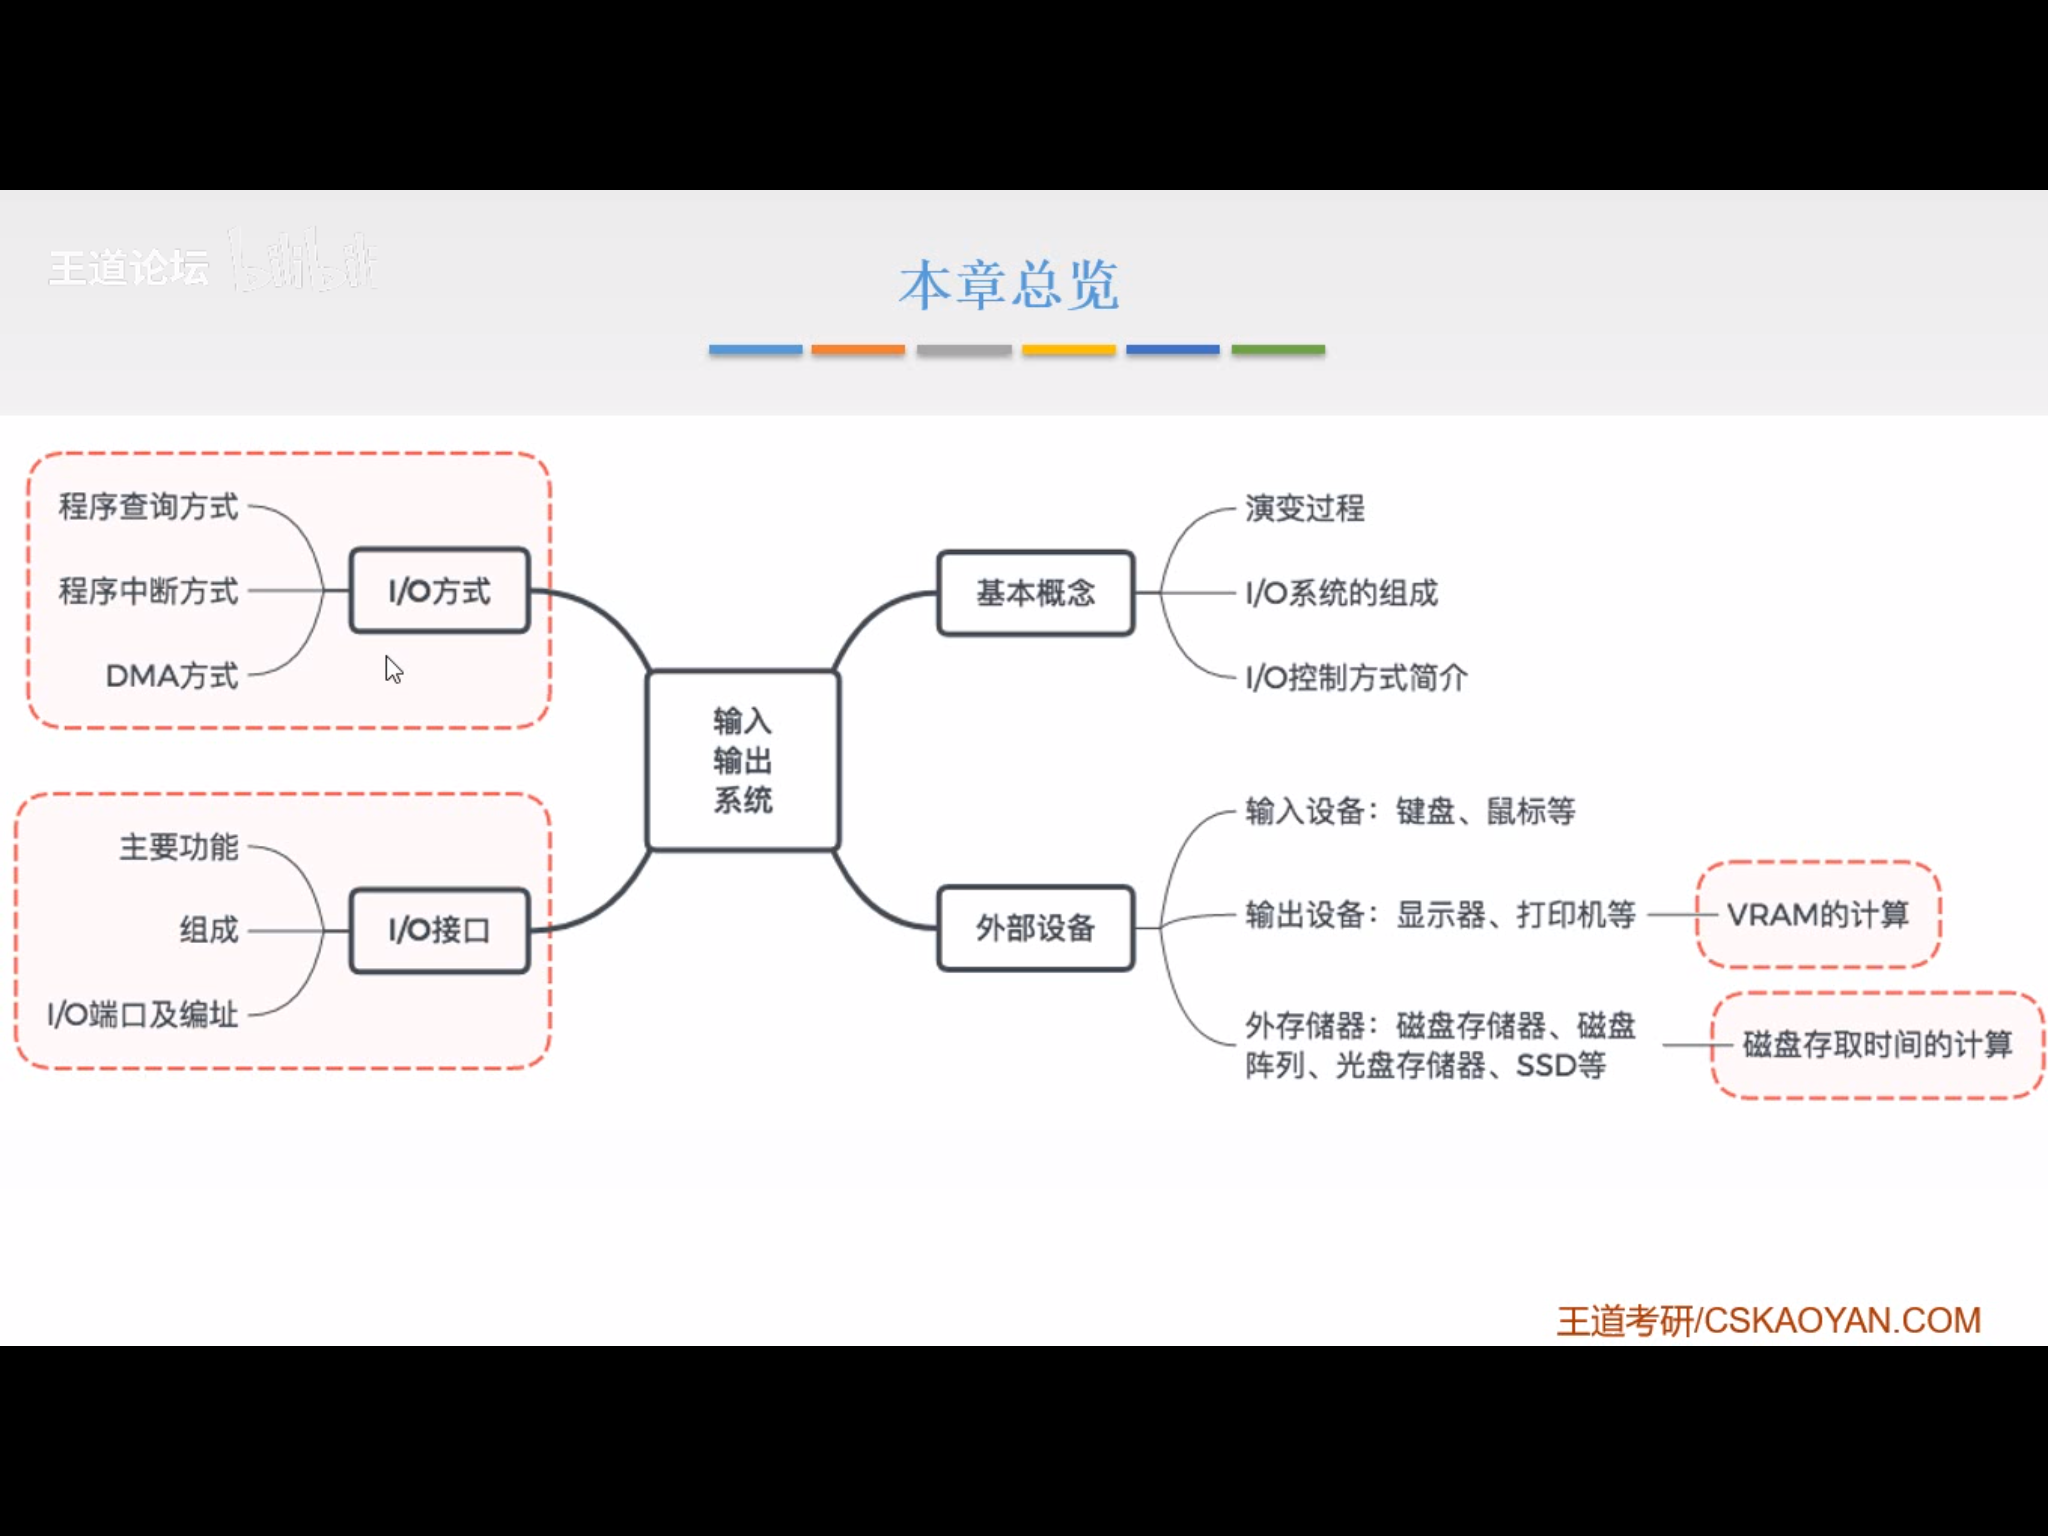 王道论坛 bilibili
本章总览
程序查询方式
程序中断方式
DMA方式
I/O方式
主要功能
组成
I/O端口及编址
I/O接口
输入
输出
系统
基本概念
演变过程
I/O系统的组成
I/O控制方式简介
外部设备
输入设备：键盘、鼠标等
输出设备：显示器、打印机等
VRAM的计算
外存储器：磁盘存储器、磁盘
阵列、光盘存储器、SSD等
磁盘存取时间的计算
王道考研/CSKAOYAN.COM